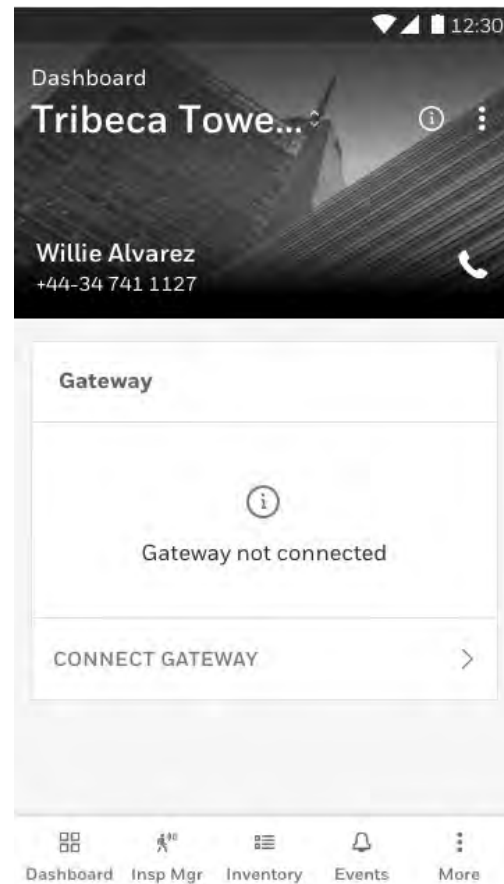 12:30
Dashboard
Tribeca Towe...
Willie Alvarez
+44-34 741 1127
Gateway
Gateway not connected
CONNECT GATEWAY
Dashboard Insp Mgr Inventory Events More